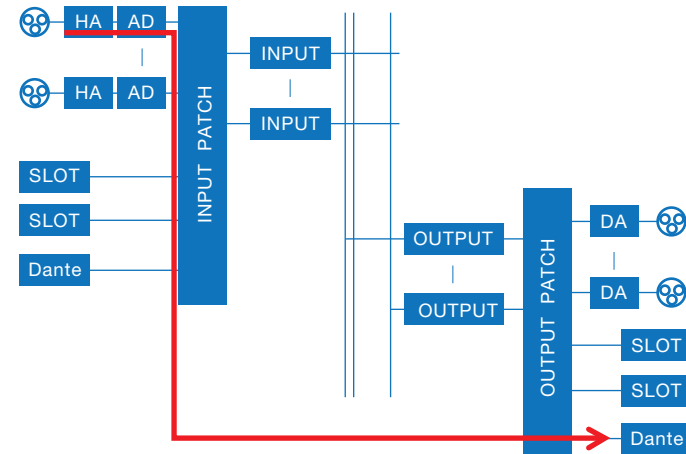 HA AD
HA AD
SLOT
SLOT
Dante
INPUT PATCH
INPUT
INPUT
OUTPUT
OUTPUT
OUTPUT PATCH
DA
DA
SLOT
SLOT
Dante